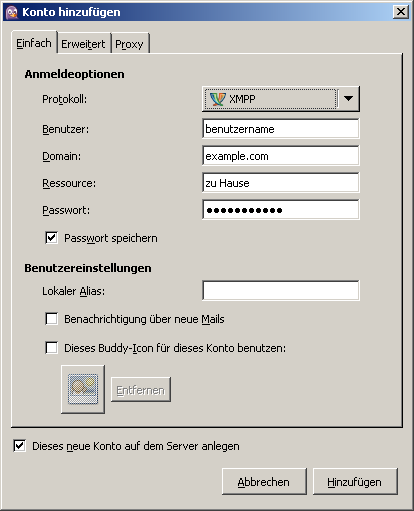 Konto hinzufügen
Einfach Erweitert Proxy
Anmeldeoptionen
Protokoll: XMPP
Benutzer: benutzername
Domain: example.com
Ressource: zu Hause
Passwort: ●●●●●●●●●●●
Passwort speichern
Benutzereinstellungen
Lokaler Alias:
Benachrichtigung über neue Mails
Dieses Buddy-Icon für dieses Konto benutzen:
Entfernen
Dieses neue Konto auf dem Server anlegen
Abbrechen Hinzufügen